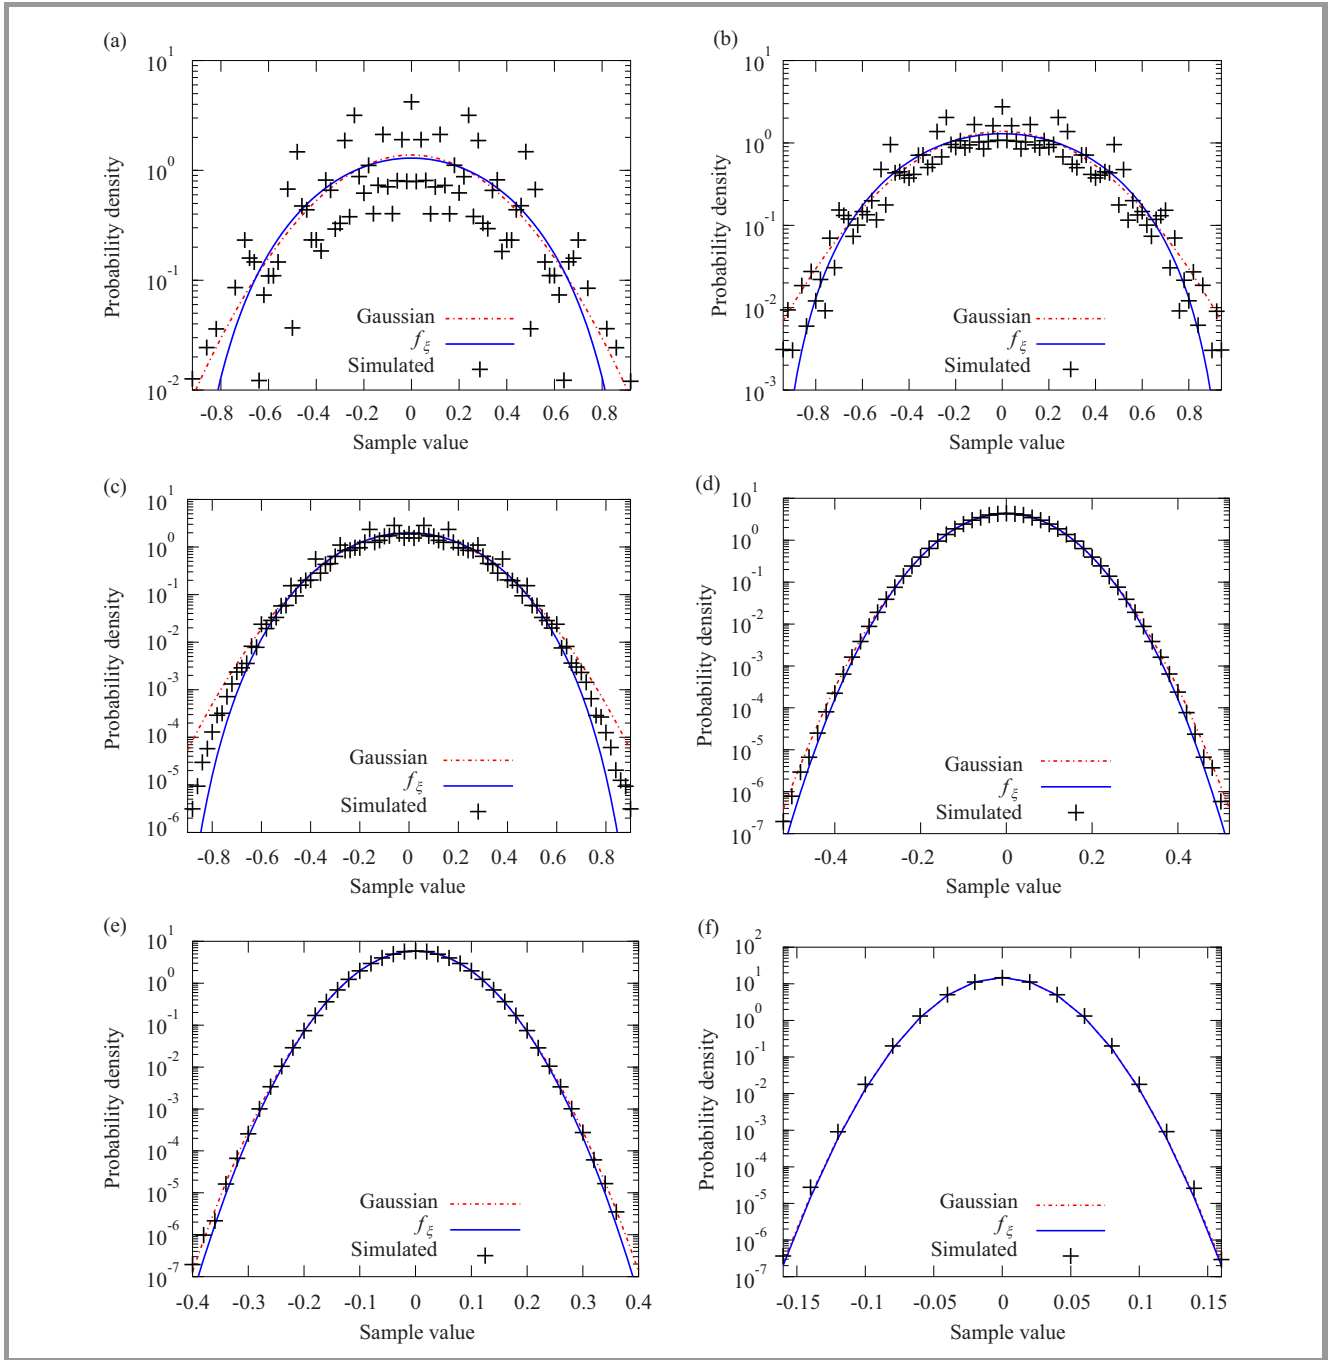 (a)
10^1
10^0
10^-1
10^-2
Probability density
Gaussian
f_ξ
Simulated
-0.8 -0.6 -0.4 -0.2 0 0.2 0.4 0.6 0.8
Sample value
(b)
10^1
10^0
10^-1
10^-2
10^-3
Probability density
Gaussian
f_ξ
Simulated
-0.8 -0.6 -0.4 -0.2 0 0.2 0.4 0.6 0.8
Sample value
(c)
10^1
10^0
10^-1
10^-2
10^-3
10^-4
10^-5
10^-6
Probability density
Gaussian
f_ξ
Simulated
-0.8 -0.6 -0.4 -0.2 0 0.2 0.4 0.6 0.8
Sample value
(d)
10^1
10^0
10^-1
10^-2
10^-3
10^-4
10^-5
10^-6
10^-7
Probability density
Gaussian
f_ξ
Simulated
-0.4 -0.2 0 0.2 0.4
Sample value
(e)
10^1
10^0
10^-1
10^-2
10^-3
10^-4
10^-5
10^-6
10^-7
Probability density
Gaussian
f_ξ
Simulated
-0.4 -0.3 -0.2 -0.1 0 0.1 0.2 0.3 0.4
Sample value
(f)
10^2
10^1
10^0
10^-1
10^-2
10^-3
10^-4
10^-5
10^-6
10^-7
Probability density
Gaussian
f_ξ
Simulated
-0.15 -0.1 -0.05 0 0.05 0.1 0.15
Sample value